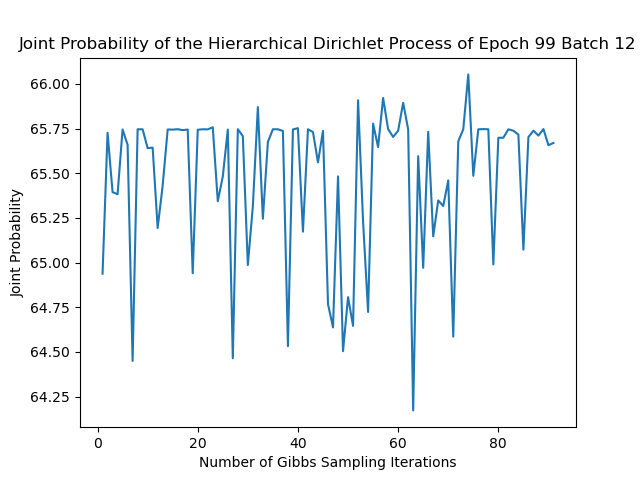 Joint Probability of the Hierarchical Dirichlet Process of Epoch 99 Batch 12
66.00
65.75
65.50
65.25
65.00
64.75
64.50
64.25
Joint Probability
0 20 40 60 80
Number of Gibbs Sampling Iterations